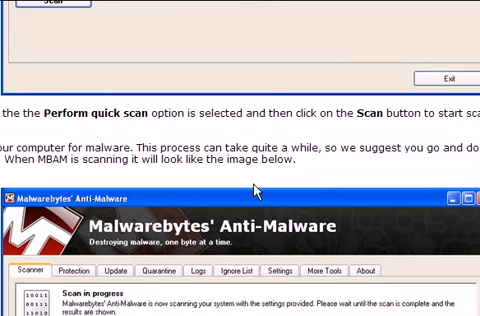 Scan
Exit
the the Perform quick scan option is selected and then click on the Scan button to start
our computer for malware. This process can take quite a while, so we suggest you go and do
When MBAM is scanning it will look like the image below.
Malwarebytes' Anti-Malware
Malwarebytes' Anti-Malware
Destroying malware, one byte at a time.
Scanner Protection Update Quarantine Logs Ignore List Settings More Tools About
10011
00111
11010
Scan in progress
Malwarebytes' Anti-Malware is now scanning your system with the settings provided. Please wait until the scan is complete and the
results are shown.